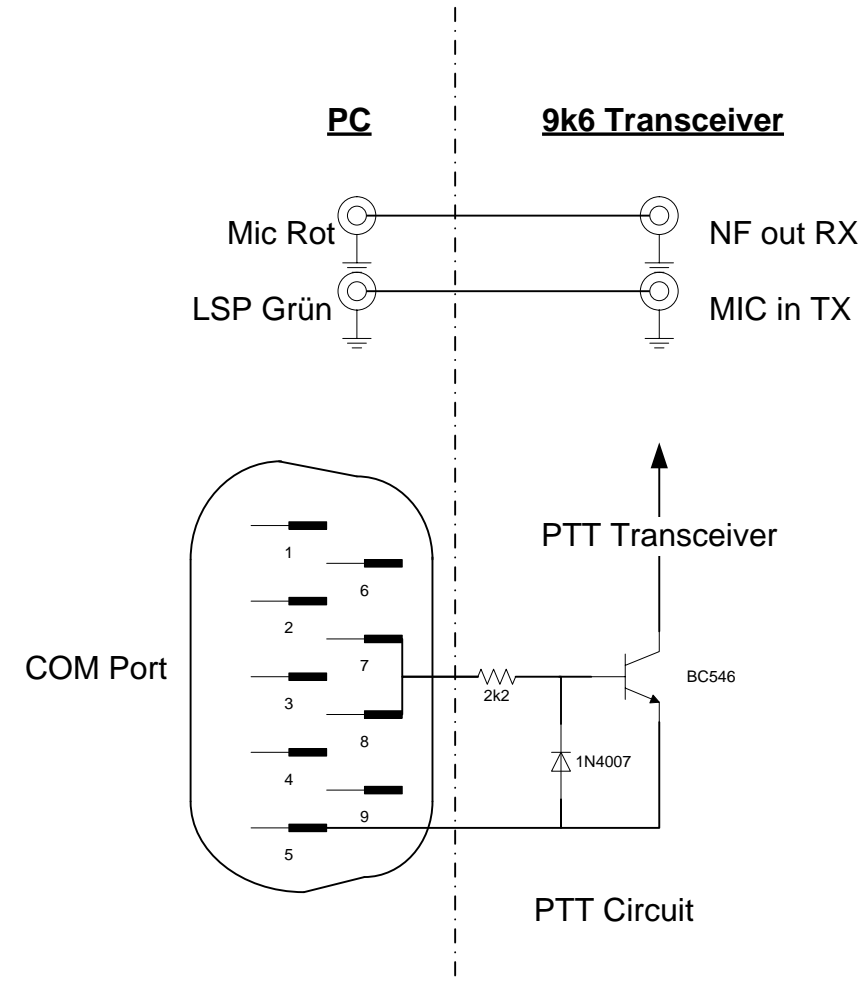 PC
9k6 Transceiver
Mic Rot
NF out RX
LSP Grün
MIC in TX
PTT Transceiver
1
6
2
7
COM Port
3
2k2
BC546
8
4
1N4007
9
5
PTT Circuit